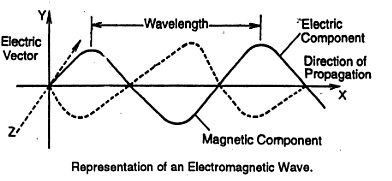 Y
Wavelength
Electric
Component
Electric
Vector
Direction of
Propagation
X
Z
Magnetic Component
Representation of an Electromagnetic Wave.